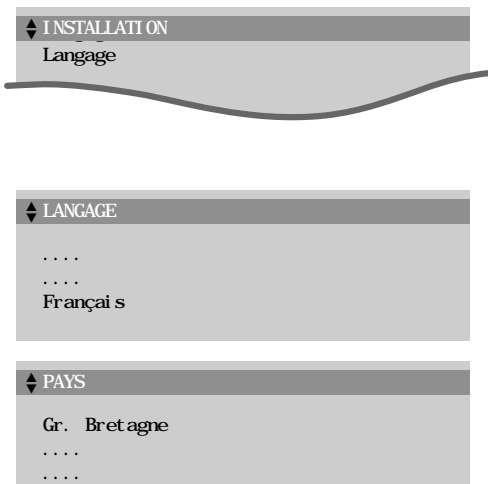 INSTALLATION
Langage
LANGAGE
....
....
Français
PAYS
Gr. Bretagne
....
....